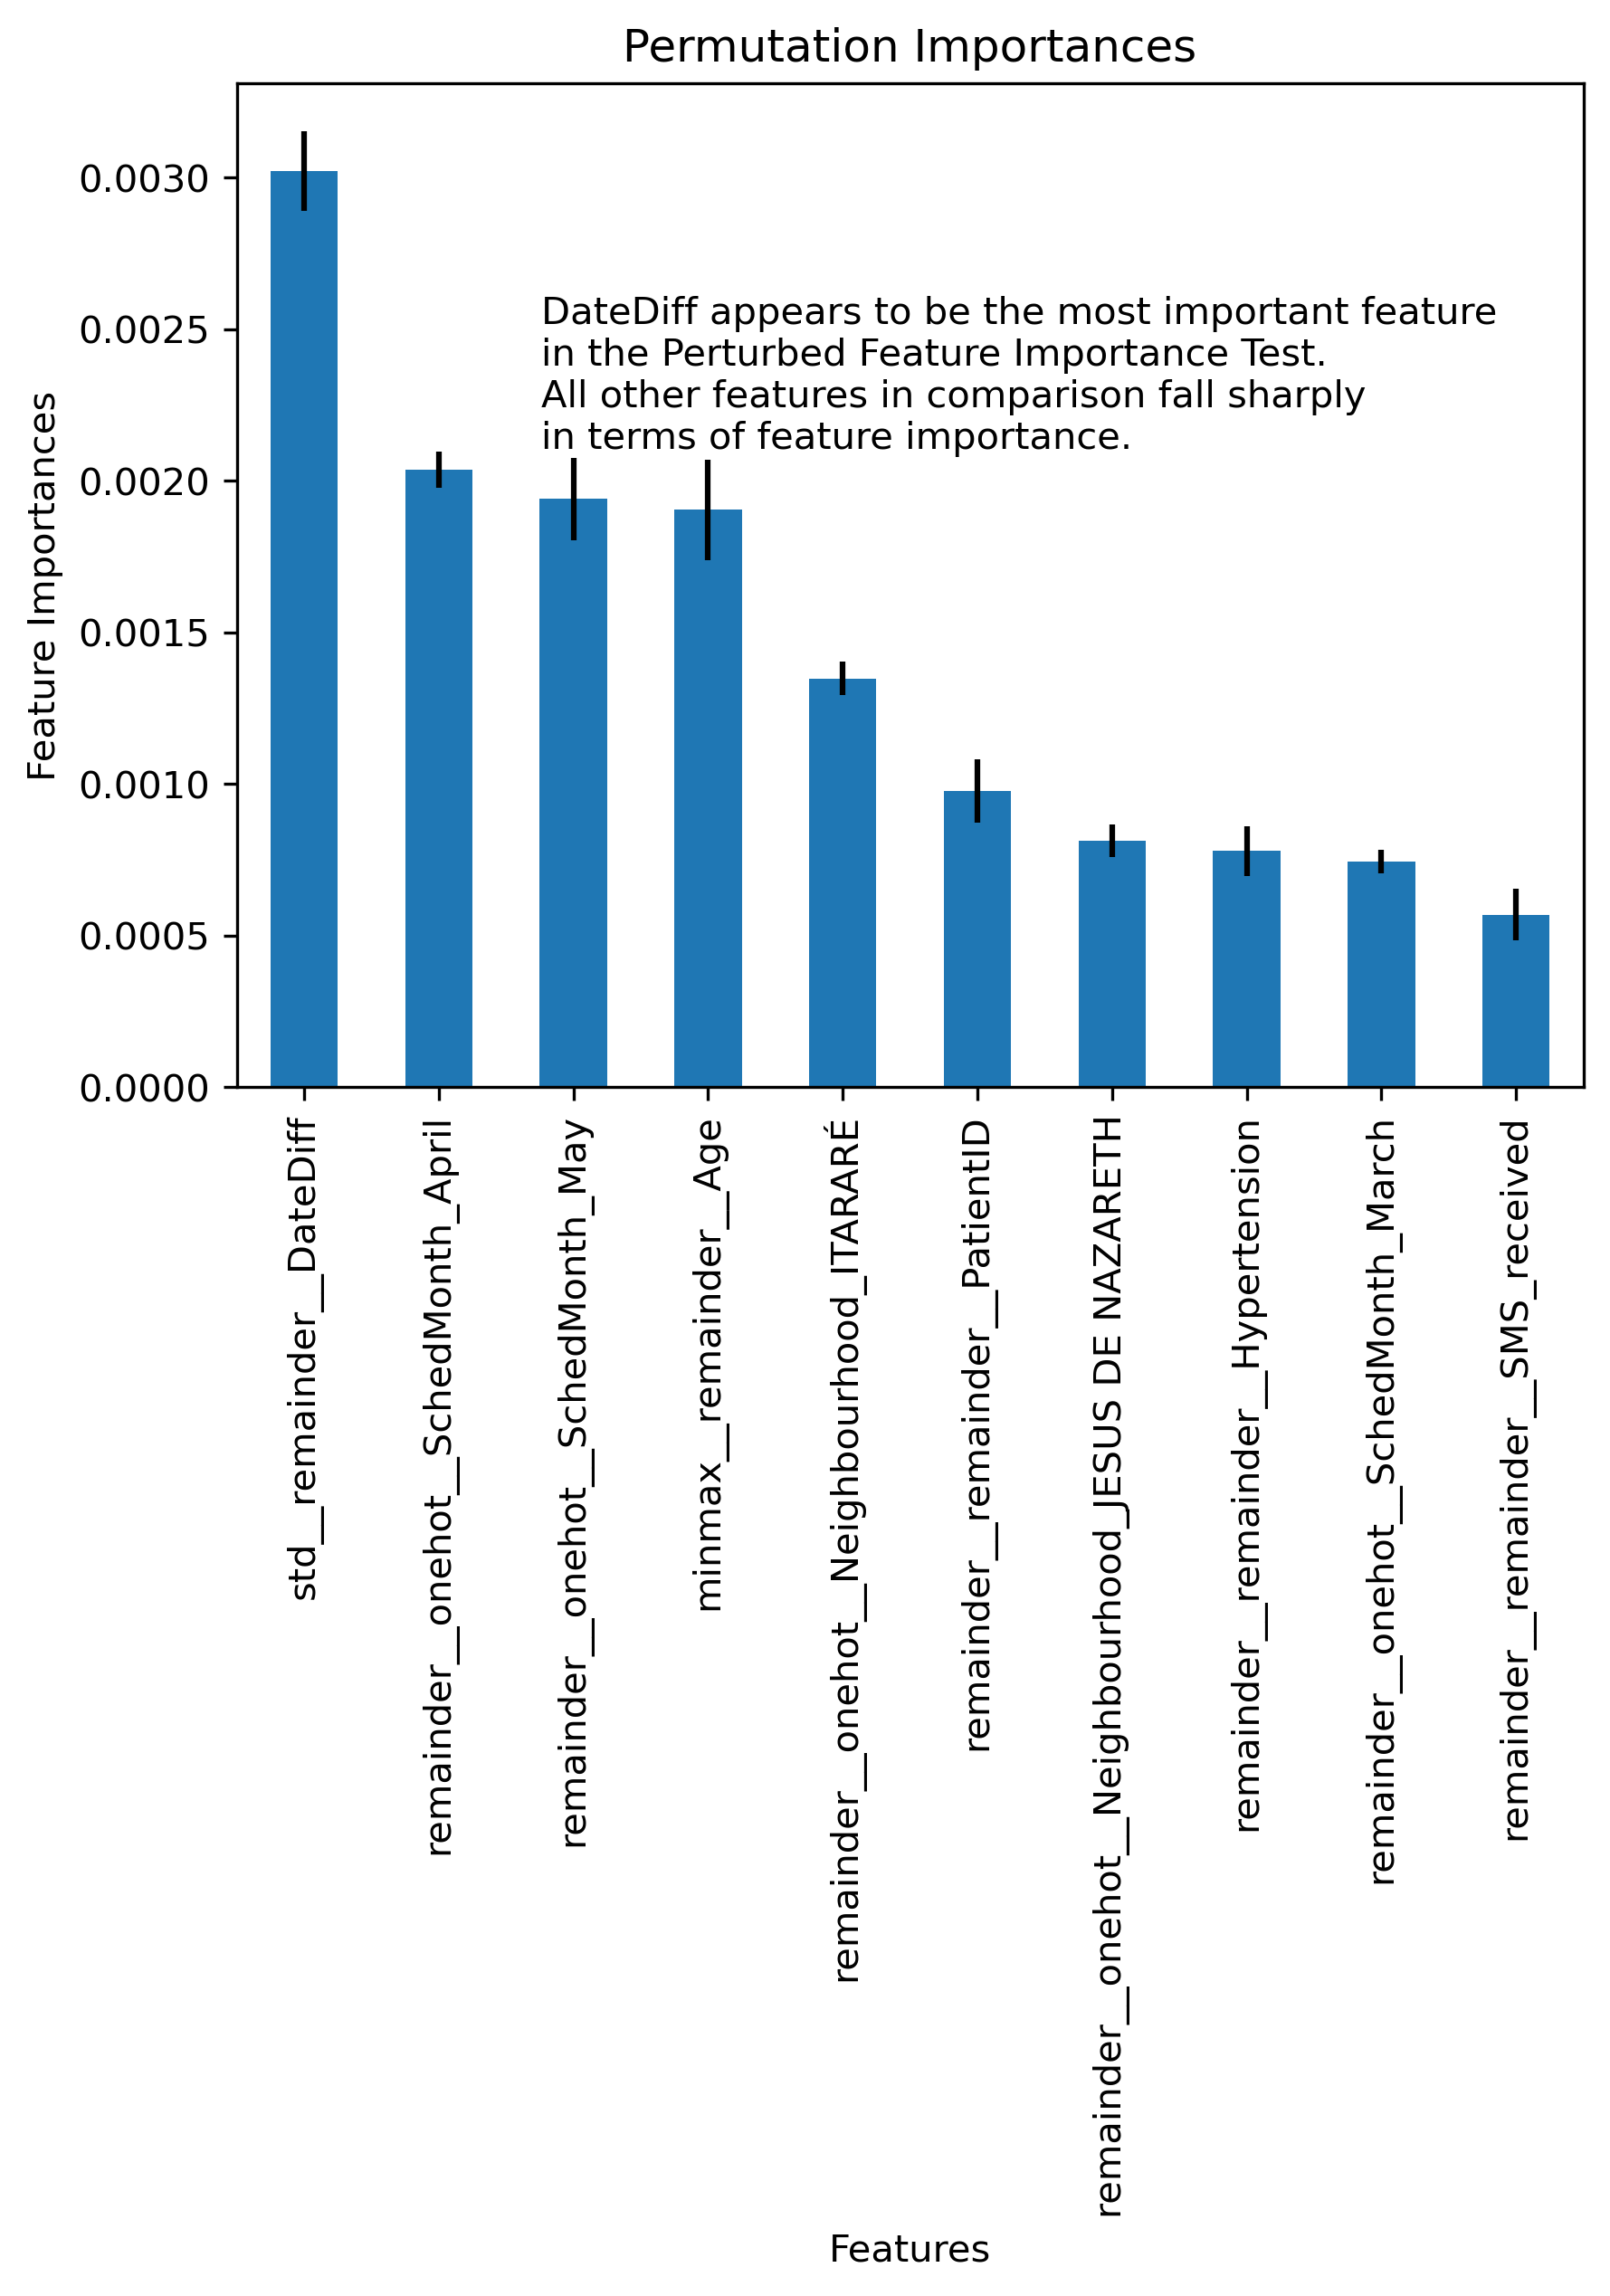 Permutation Importances
0.0030
0.0025
0.0020
0.0015
0.0010
0.0005
0.0000
Feature Importances
DateDiff appears to be the most important feature
in the Perturbed Feature Importance Test.
All other features in comparison fall sharply
in terms of feature importance.
std__remainder__DateDiff
remainder__onehot__SchedMonth_April
remainder__onehot__SchedMonth_May
minmax__remainder__Age
remainder__onehot__Neighbourhood_ITARARÉ
remainder__remainder__PatientID
remainder__onehot__Neighbourhood_JESUS DE NAZARETH
remainder__remainder__Hypertension
remainder__onehot__SchedMonth_March
remainder__remainder__SMS_received
Features